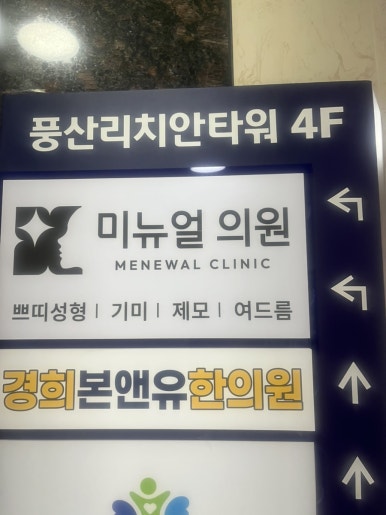 풍산리치안타워 4F
미뉴얼 의원
MENEWAL CLINIC
쁘띠성형 | 기미 | 제모 | 여드름
경희본앤유한의원